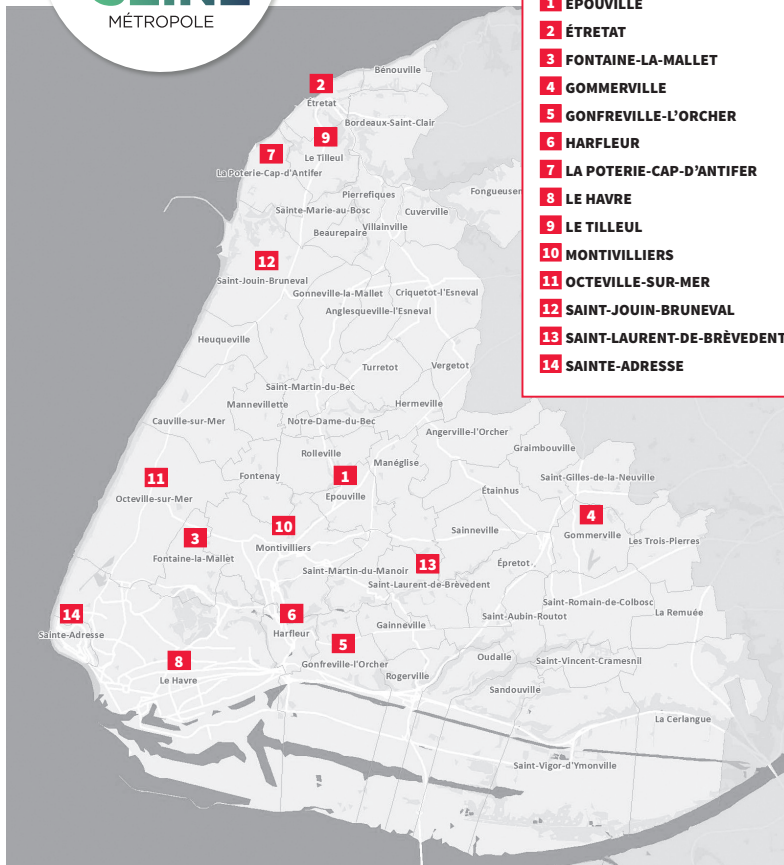 SEINE
MÉTROPOLE
1 EPOUVILLE
2 ÉTRETAT
3 FONTAINE-LA-MALLET
4 GOMMERVILLE
5 GONFREVILLE-L'ORCHER
6 HARFLEUR
7 LA POTERIE-CAP-D'ANTIFER
8 LE HAVRE
9 LE TILLEUL
10 MONTIVILLIERS
11 OCTEVILLE-SUR-MER
12 SAINT-JOUIN-BRUNEVAL
13 SAINT-LAURENT-DE-BRÈVEDENT
14 SAINTE-ADRESSE
Bénouville
2
Étretat
Bordeaux-Saint-Clair
9
Le Tilleul
7
La Poterie-Cap-d'Antifer
Fongueusem
Pierrefiques
Sainte-Marie-au-Bosc
Cuverville
Villainville
Beaurepaire
12
Saint-Jouin-Bruneval
Gonneville-la-Mallet
Criquetot-l'Esneval
Anglesqueville-l'Esneval
Heuqueville
Turretot
Vergetot
Saint-Martin-du-Bec
Mannevillette
Hermeville
Cauville-sur-Mer
Notre-Dame-du-Bec
Angerville-l'Orcher
Graimbouville
Rolleville
Manéglise
11
Fontenay
1
Saint-Gilles-de-la-Neuville
Octeville-sur-Mer
Epouville
Étainhus
10
4
3
Sainneville
Gommerville
Les Trois-Pierres
Montivilliers
Fontaine-la-Mallet
13
Épretot
Saint-Martin-du-Manoir
Saint-Laurent-de-Brèvedent
14
6
Saint-Romain-de-Colbosc
La Remuée
Saint-Aubin-Routot
Gainneville
Sainte-Adresse
Harfleur
5
8
Oudalle
Saint-Vincent-Cramesnil
Gonfreville-l'Orcher
Rogerville
Le Havre
Sandouville
La Cerlangue
Saint-Vigor-d'Ymonville